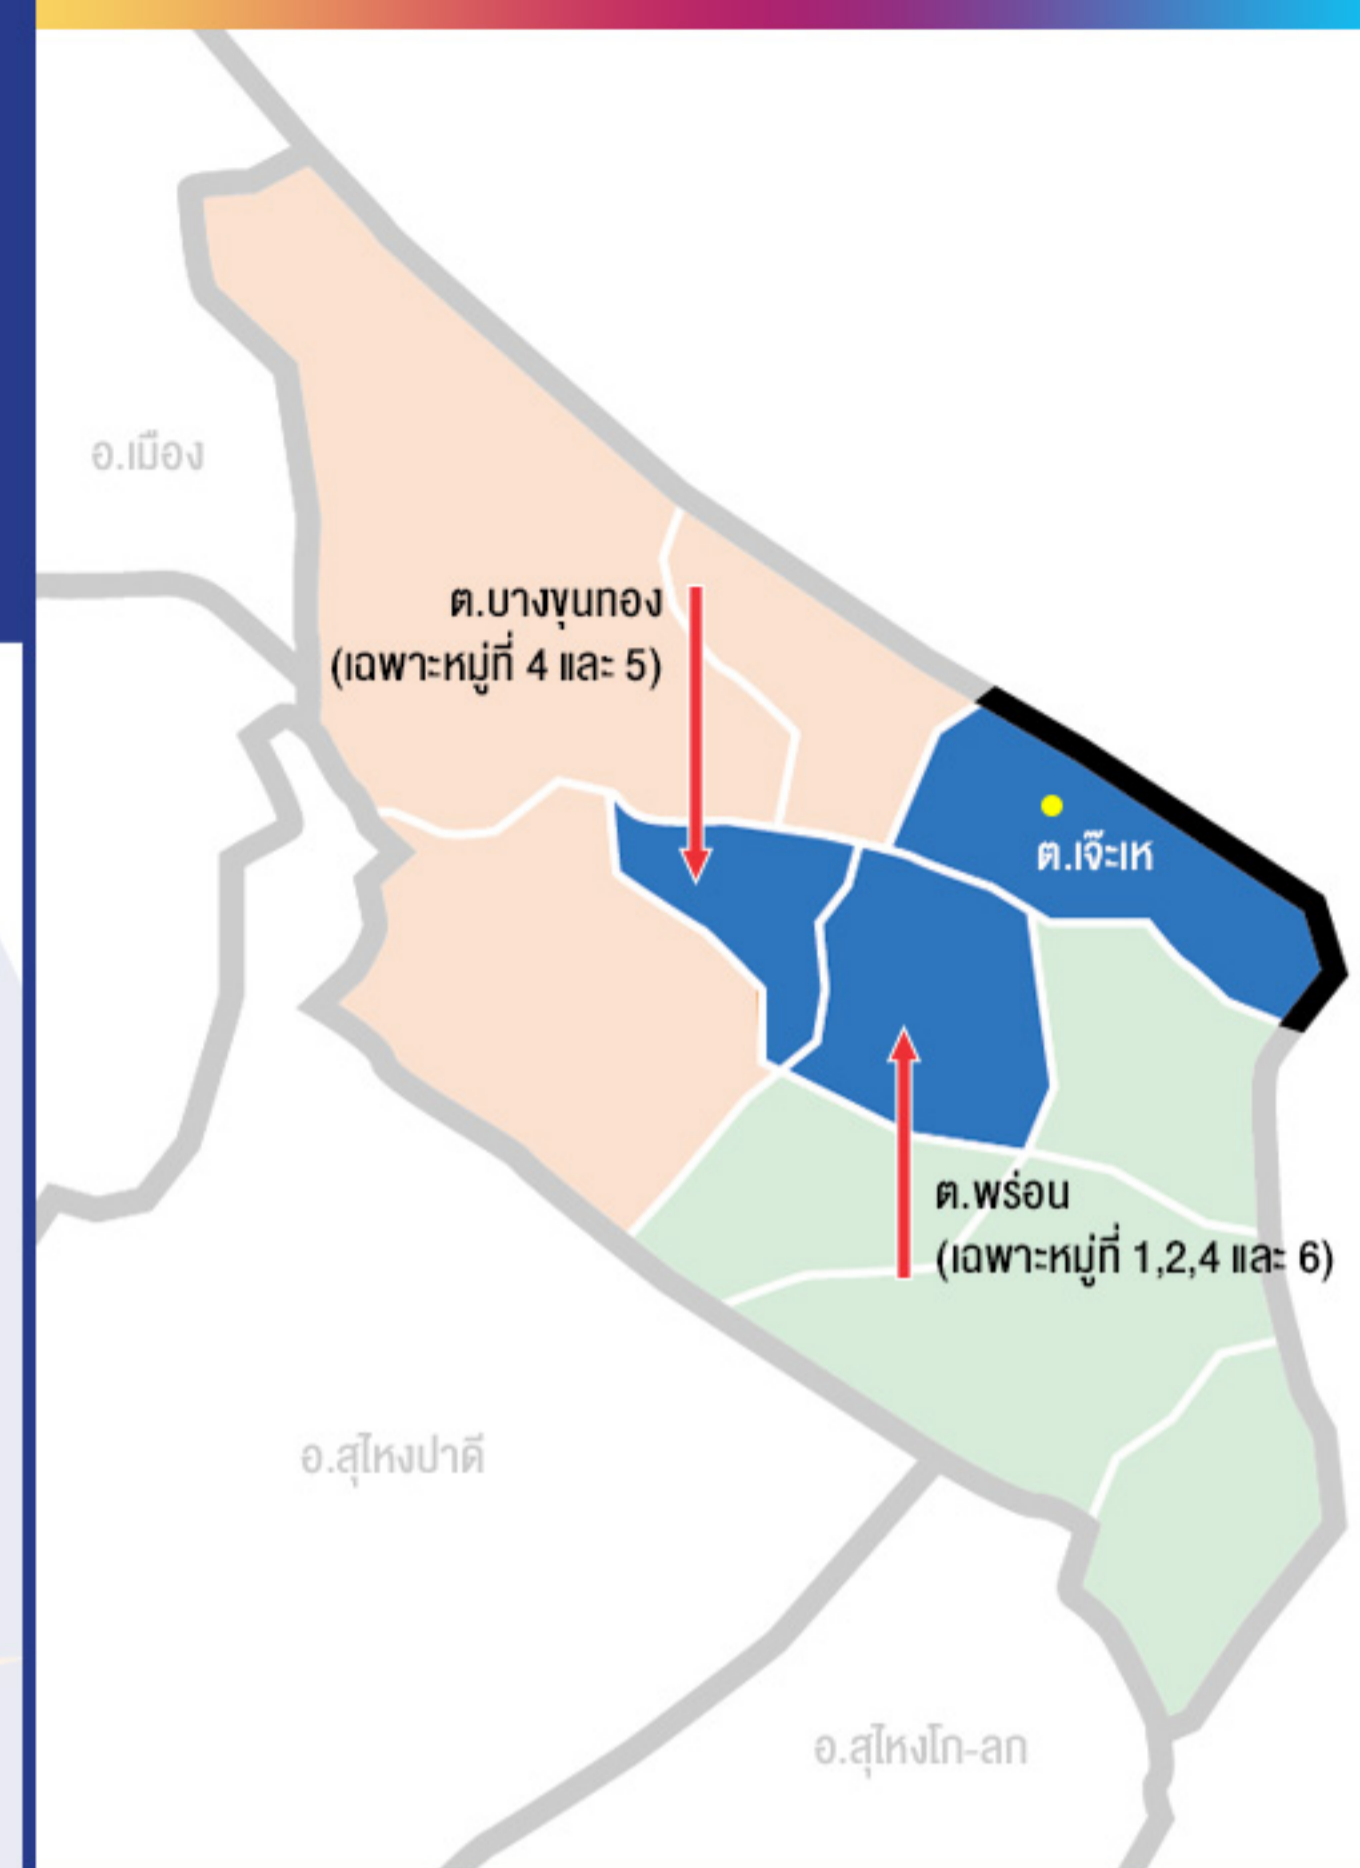 อ.เมือง
ต.บางขุนทอง
(เฉพาะหมู่ที่ 4 และ 5)
ต.เจ๊ะเห
ต.พร่อน
(เฉพาะหมู่ที่ 1,2,4 และ 6)
อ.สุไหงปาดี
อ.สุไหงโก-ลก